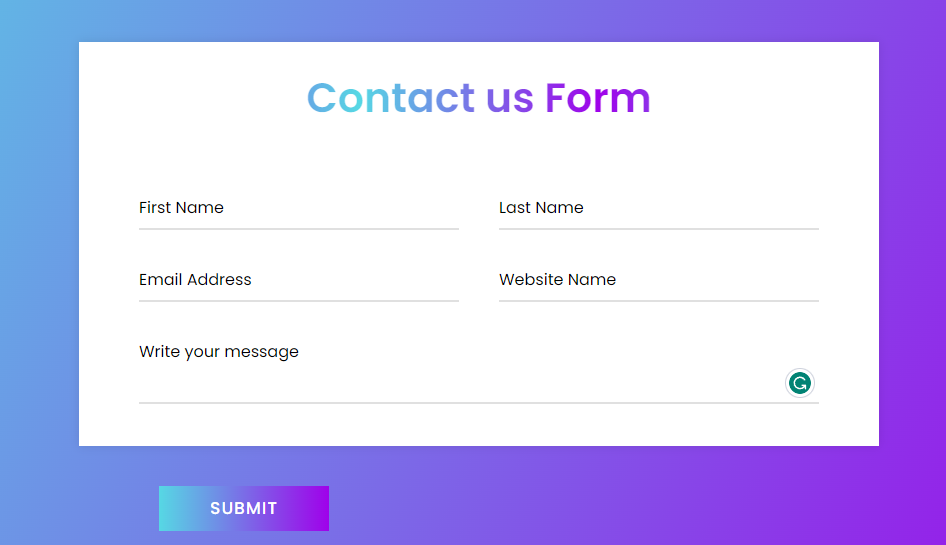 Contact us Form
First Name
Last Name
Email Address
Website Name
Write your message
SUBMIT